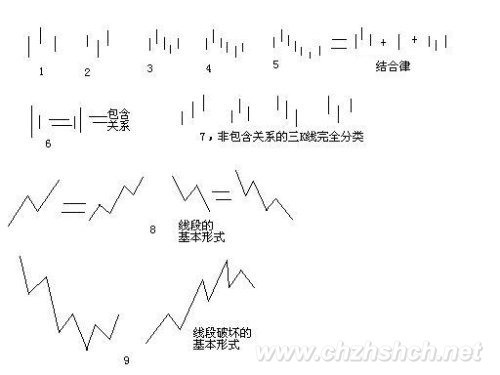 1
2
3
4
5
结合律
6
包含
关系
7，非包含关系的三K线完全分类
8
线段的
基本形式
9
线段破坏的
基本形式
www.chzhshch.net